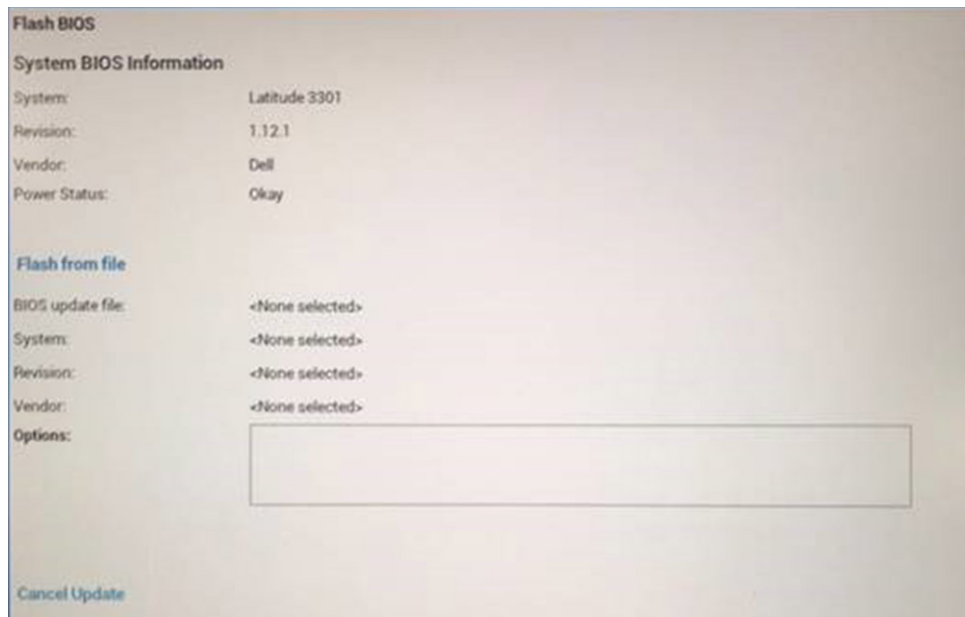 Flash BIOS
System BIOS Information
System: Latitude 3301
Revision: 1.12.1
Vendor: Dell
Power Status: Okay
Flash from file
BIOS update file: <None selected>
System: <None selected>
Revision: <None selected>
Vendor: <None selected>
Options:
Cancel Update